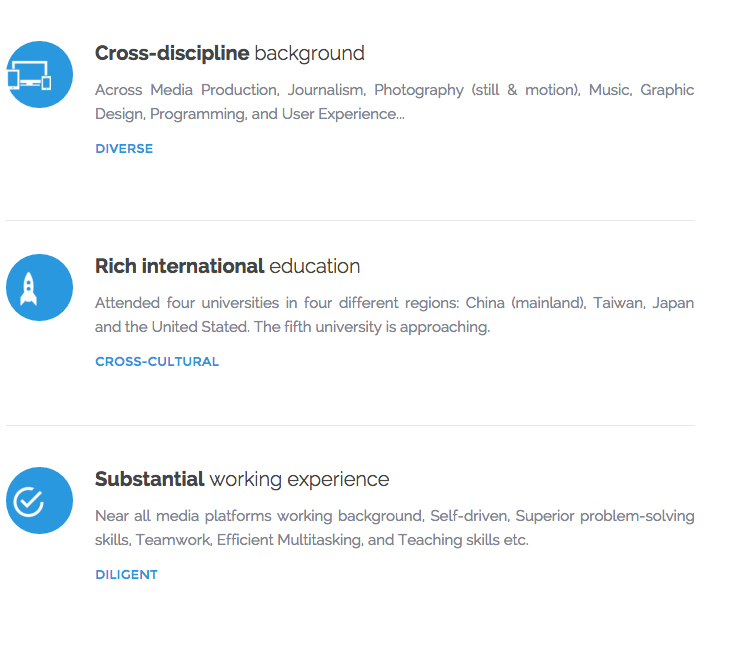 Cross-discipline background
Across Media Production, Journalism, Photography (still & motion), Music, Graphic
Design, Programming, and User Experience...
DIVERSE
Rich international education
Attended four universities in four different regions: China (mainland), Taiwan, Japan
and the United Stated. The fifth university is approaching.
CROSS-CULTURAL
Substantial working experience
Near all media platforms working background, Self-driven, Superior problem-solving
skills, Teamwork, Efficient Multitasking, and Teaching skills etc.
DILIGENT